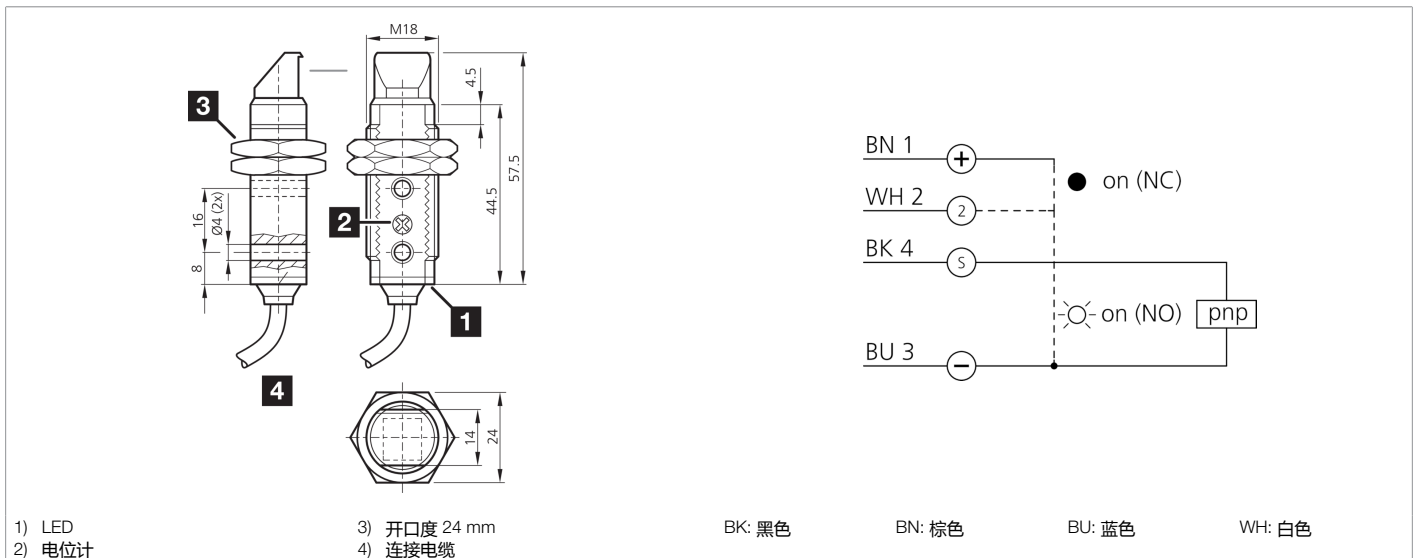 M18
3
4.5
57.5
44.5
16
Ø4 (2x)
8
2
1
4
14
24
BN 1
+
on (NC)
WH 2
2
BK 4
S
on (NO)
pnp
BU 3
−
1) LED
2) 电位计
3) 开口度 24 mm
4) 连接电缆
BK: 黑色
BN: 棕色
BU: 蓝色
WH: 白色